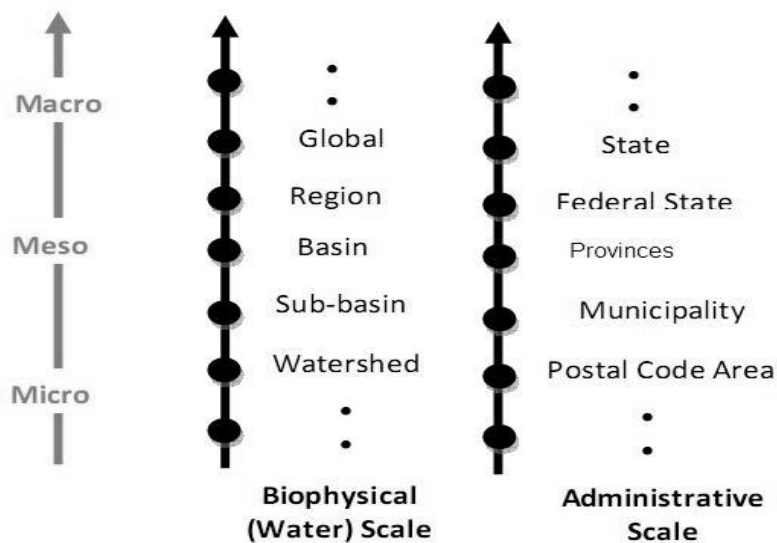 Macro
Meso
Micro
Global
Region
Basin
Sub-basin
Watershed
Biophysical
(Water) Scale
State
Federal State
Provinces
Municipality
Postal Code Area
Administrative
Scale